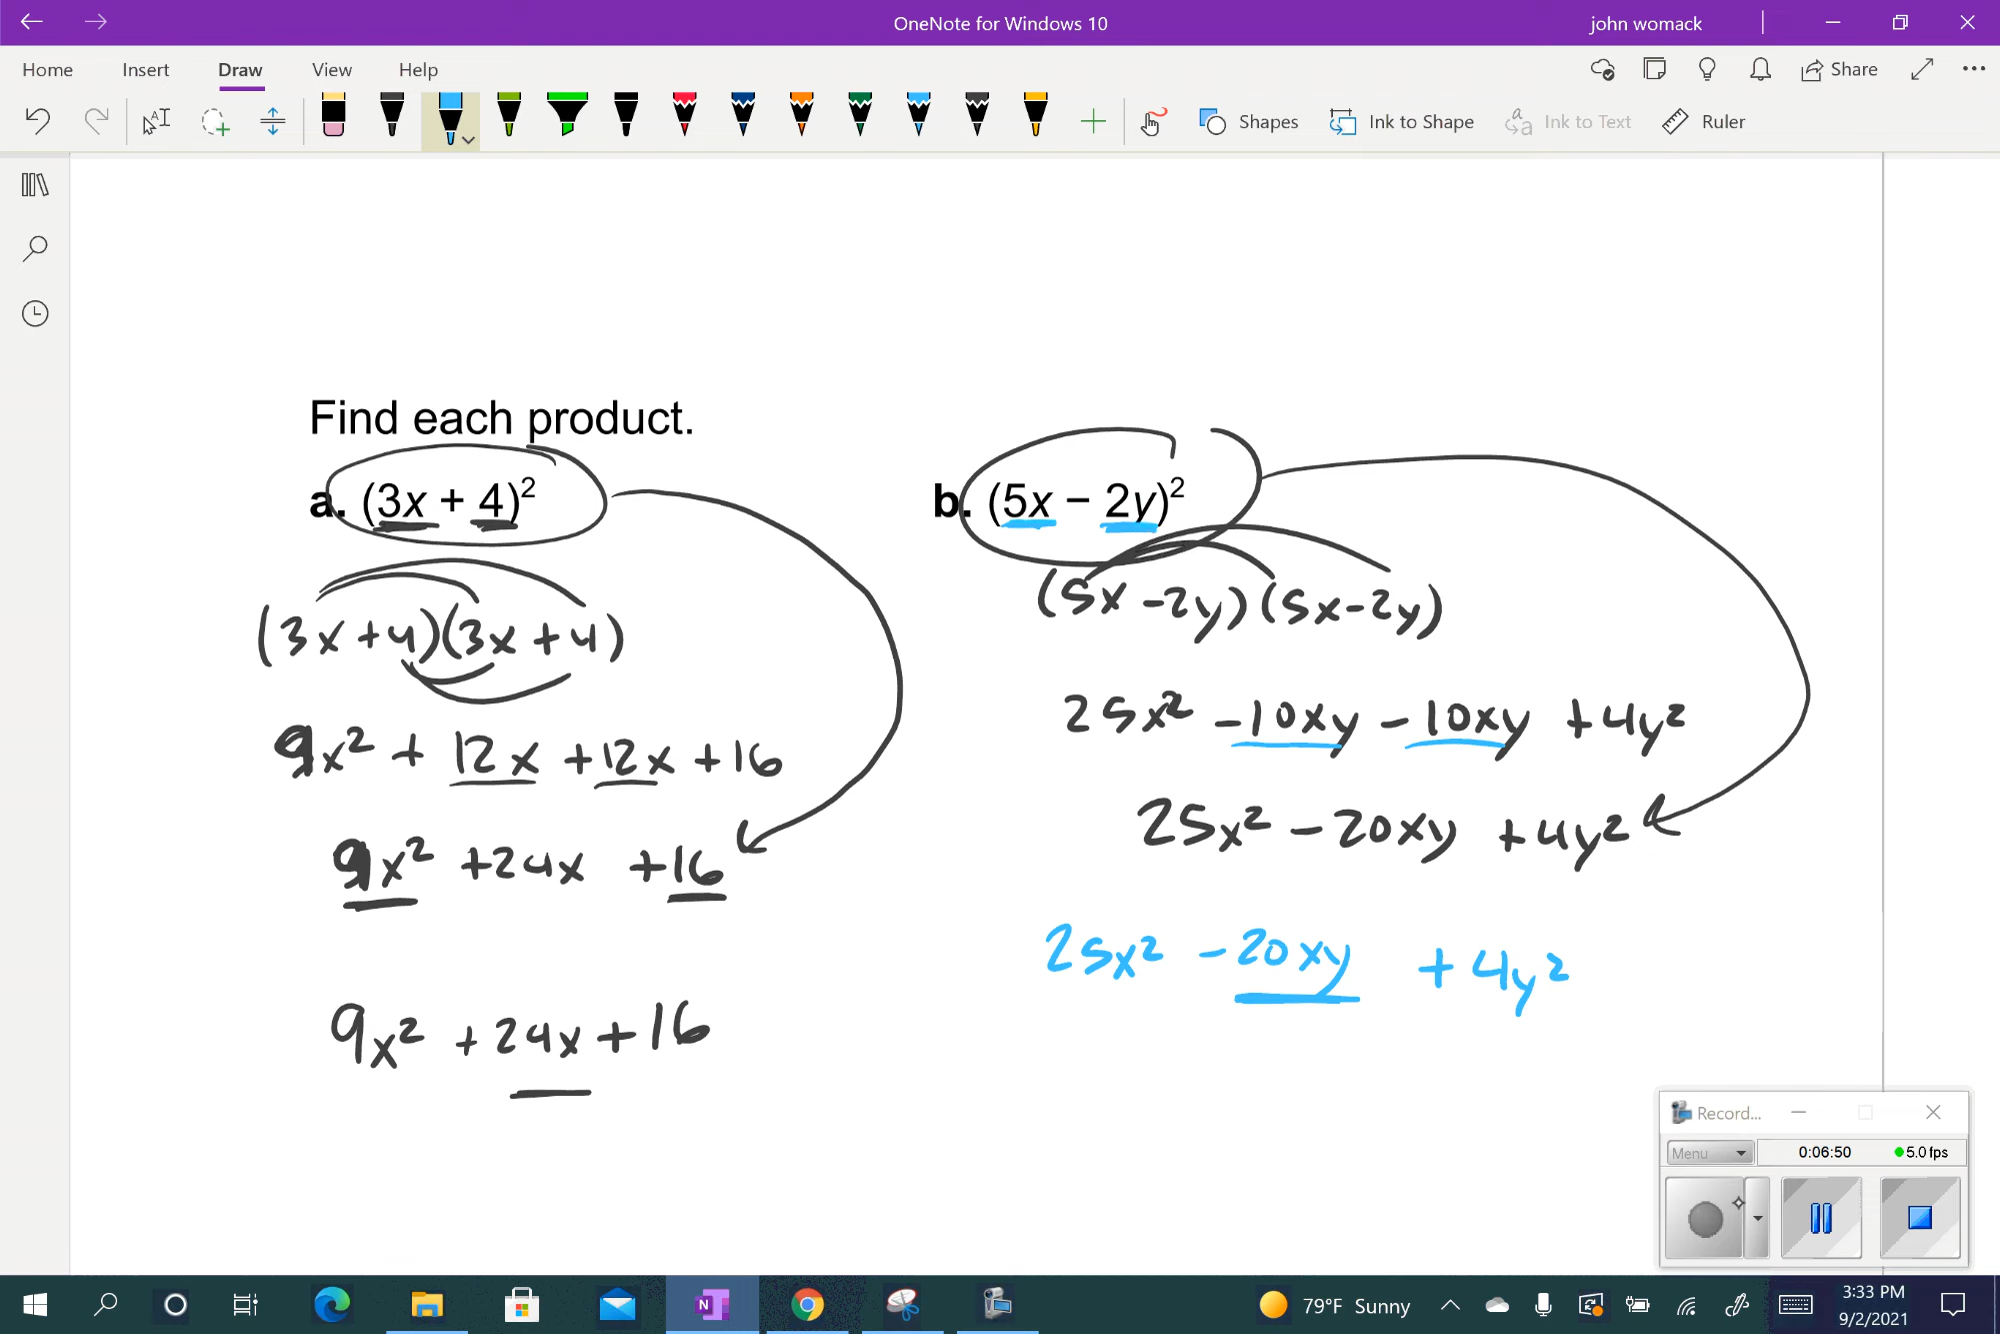 OneNote for Windows 10
john womack
Home Insert Draw View Help
Share
Shapes Ink to Shape Ink to Text Ruler
Find each product.
a. (3x + 4)²
b. (5x − 2y)²
(3x+4)(3x+4)
(5x-2y)(5x-2y)
9x² + 12x +12x +16
25x² -10xy -10xy +4y²
9x² +24x +16
25x² -20xy +4y²
25x² -20xy +4y²
9x² +24x +16
Record...
Menu 0:06:50 5.0 fps
79°F Sunny
3:33 PM
9/2/2021